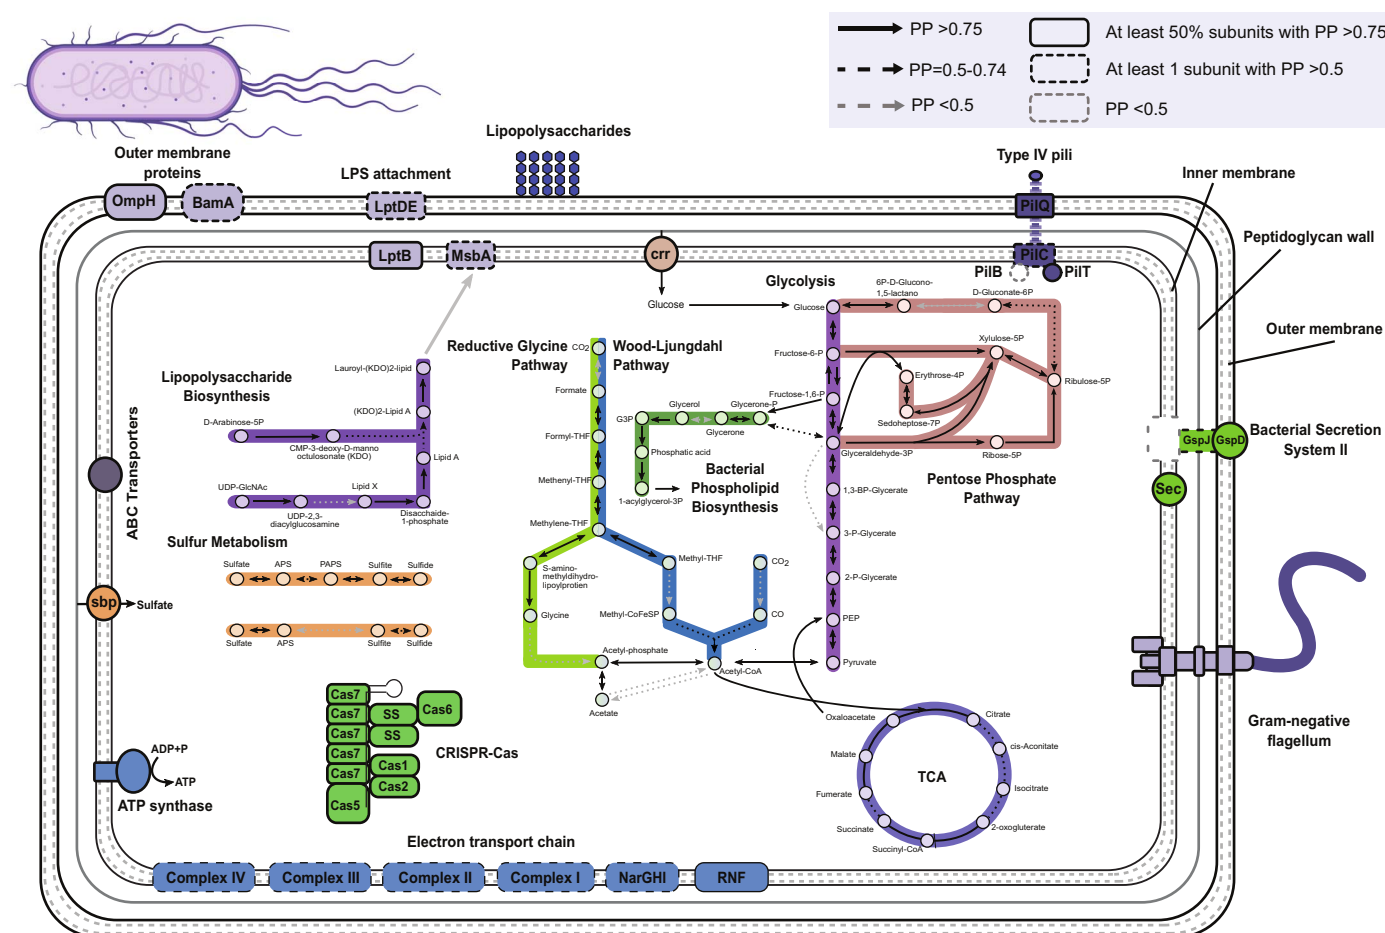 PP >0.75
PP=0.5-0.74
PP <0.5
At least 50% subunits with PP >0.75
At least 1 subunit with PP >0.5
PP <0.5
Lipopolysaccharides
Outer membrane
proteins
OmpH
BamA
LPS attachment
LptDE
LptB
MsbA
crr
Glucose
Type IV pili
PilQ
PilC
PilB
PilT
Inner membrane
Peptidoglycan wall
Outer membrane
Bacterial Secretion
System II
GspJ
GspD
Sec
Gram-negative
flagellum
ABC Transporters
sbp
Sulfate
ADP+P
ATP
ATP synthase
Lipopolysaccharide
Biosynthesis
Lauroyl-(KDO)2-lipid
(KDO)2-Lipid A
D-Arabinose-5P
CMP-3-deoxy-D-manno
octulosonate (KDO)
Lipid A
UDP-GlcNAc
UDP-2,3-
diacylglucosamine
Lipid X
Disacchaide-
1-phosphate
Sulfur Metabolism
Sulfate
APS
PAPS
Sulfite
Sulfide
Sulfate
APS
Sulfite
Sulfide
Reductive Glycine
Pathway
Wood-Ljungdahl
Pathway
CO2
Formate
Formyl-THF
Methenyl-THF
Methylene-THF
S-amino-
methyldihydro-
lipoylprotien
Glycine
Methyl-THF
Methyl-CoFeSP
CO2
CO
Acetyl-phosphate
Acetyl-CoA
Acetate
G3P
Glycerol
Glycerone
Glycerone-P
Phosphatic acid
1-acylglycerol-3P
Bacterial
Phospholipid
Biosynthesis
Glycolysis
Glucose
Fructose-6-P
Fructose-1,6-P
Glyceraldehyde-3P
1,3-BP-Glycerate
3-P-Glycerate
2-P-Glycerate
PEP
Pyruvate
6P-D-Glucono-
1,5-lactano
D-Gluconate-6P
Xylulose-5P
Erythrose-4P
Sedoheptose-7P
Ribulose-5P
Ribose-5P
Pentose Phosphate
Pathway
TCA
Oxaloacetate
Citrate
cis-Aconitate
Isocitrate
2-oxogluterate
Succinyl-CoA
Succinate
Fumerate
Malate
CRISPR-Cas
Cas7
Cas7
Cas7
Cas7
Cas7
Cas5
SS
SS
Cas6
Cas1
Cas2
Electron transport chain
Complex IV
Complex III
Complex II
Complex I
NarGHI
RNF